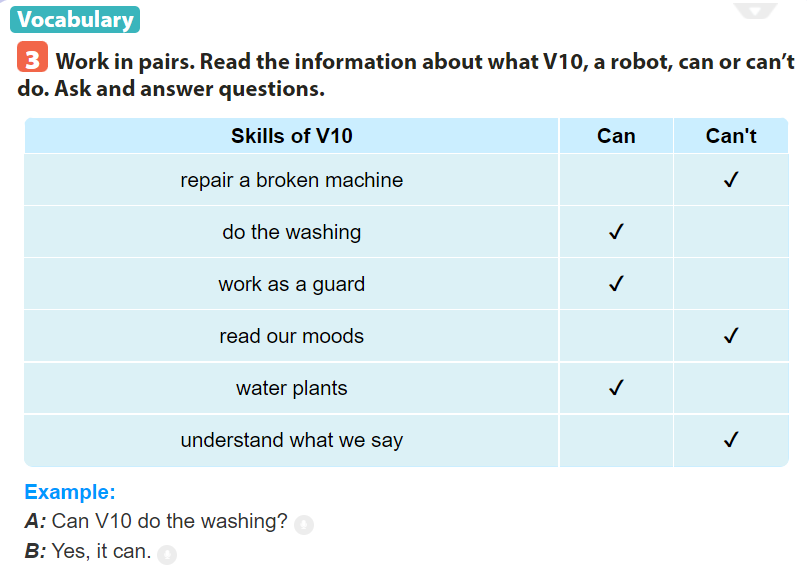 Vocabulary
3 Work in pairs. Read the information about what V10, a robot, can or can’t
do. Ask and answer questions.
Skills of V10 Can Can't
repair a broken machine ✓
do the washing ✓
work as a guard ✓
read our moods ✓
water plants ✓
understand what we say ✓
Example:
A: Can V10 do the washing?
B: Yes, it can.